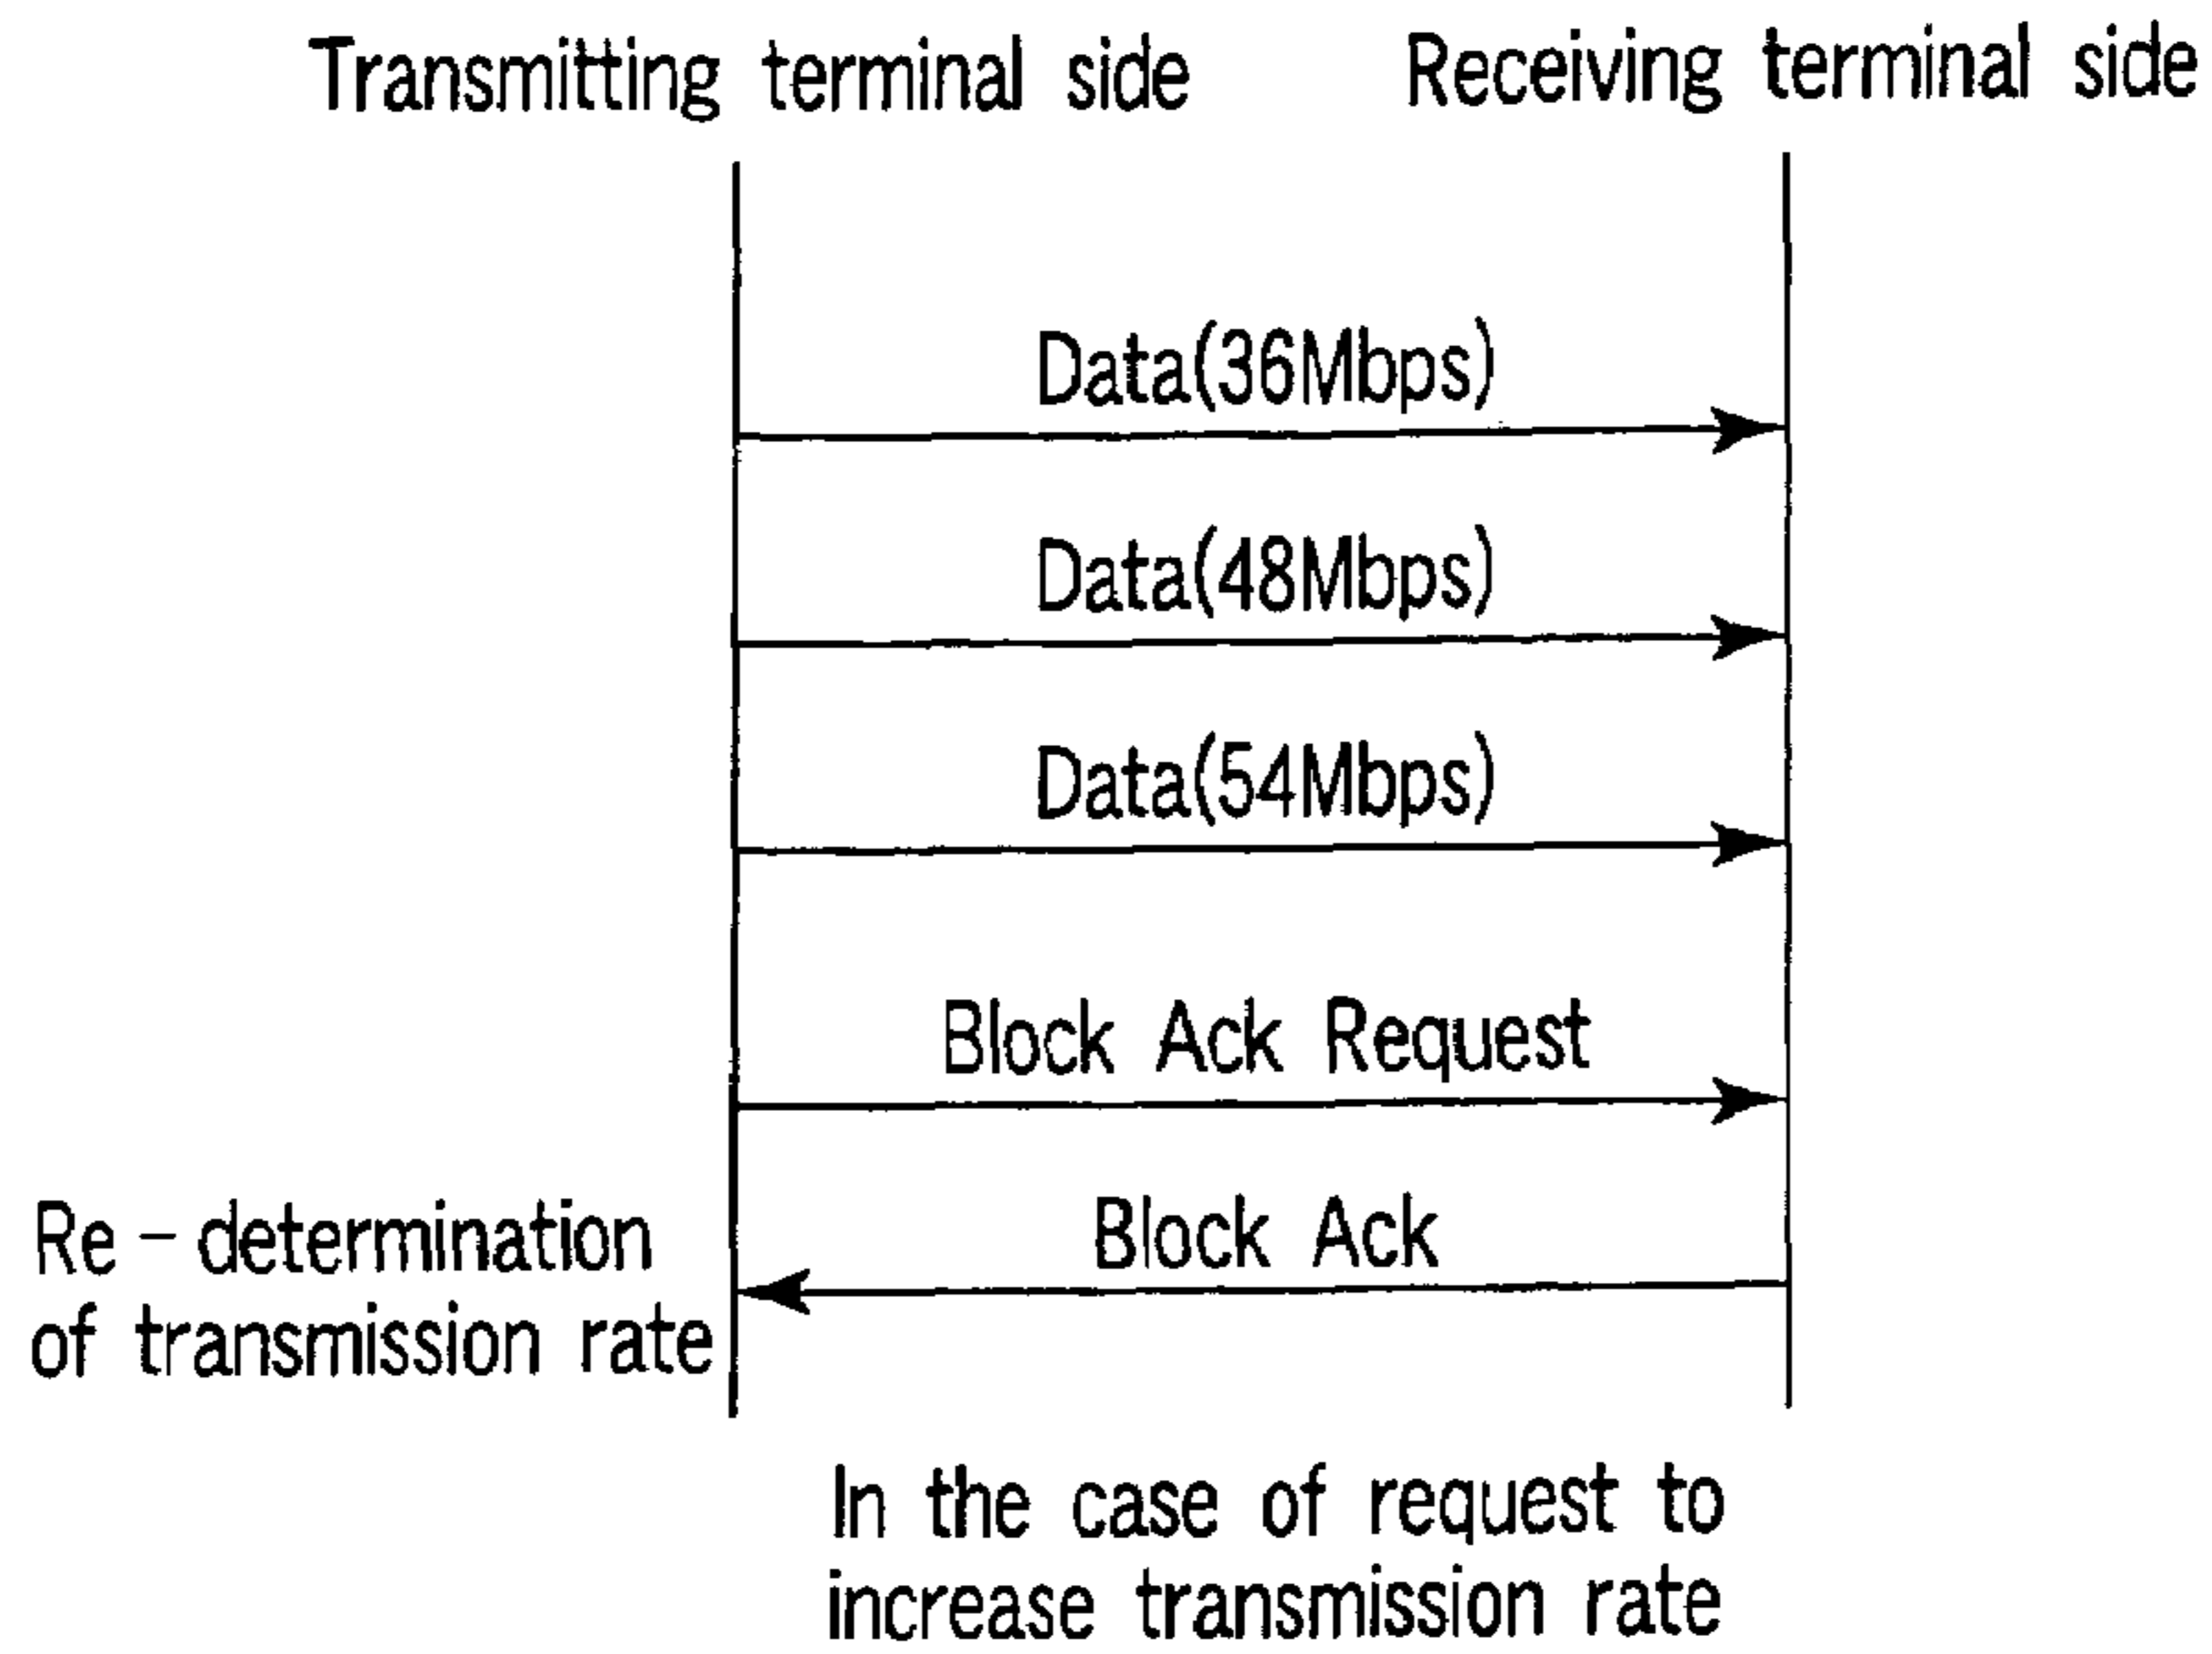 Transmitting terminal side
Receiving terminal side
Data(36Mbps)
Data(48Mbps)
Data(54Mbps)
Block Ack Request
Block Ack
Re-determination
of transmission rate
In the case of request to
increase transmission rate